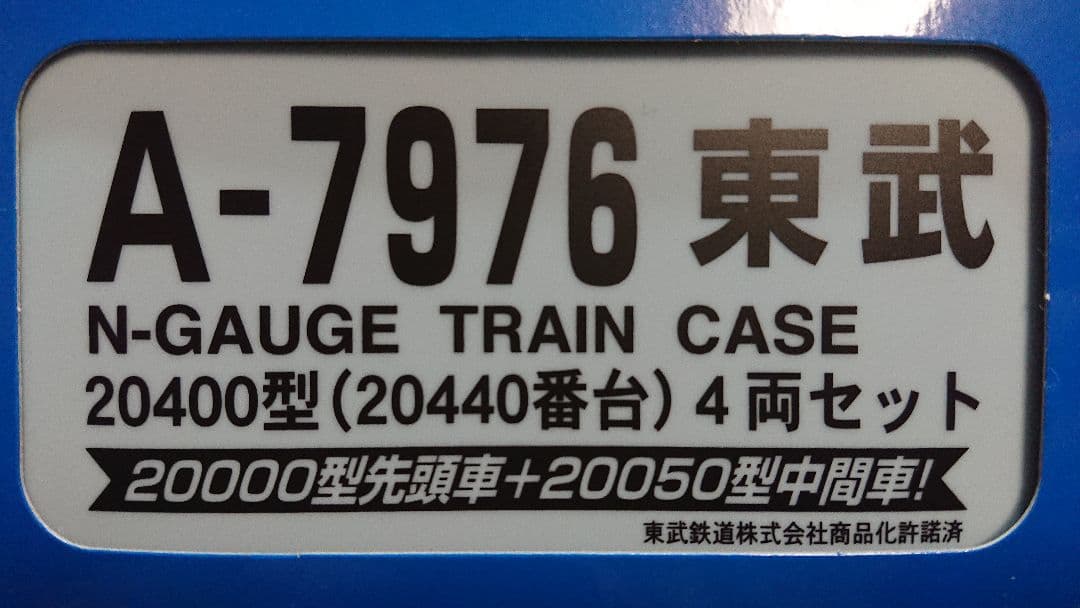 A-7976 東武
N-GAUGE TRAIN CASE
20400型(20440番台)4両セット
20000型先頭車+20050型中間車!
東武鉄道株式会社商品化許諾済